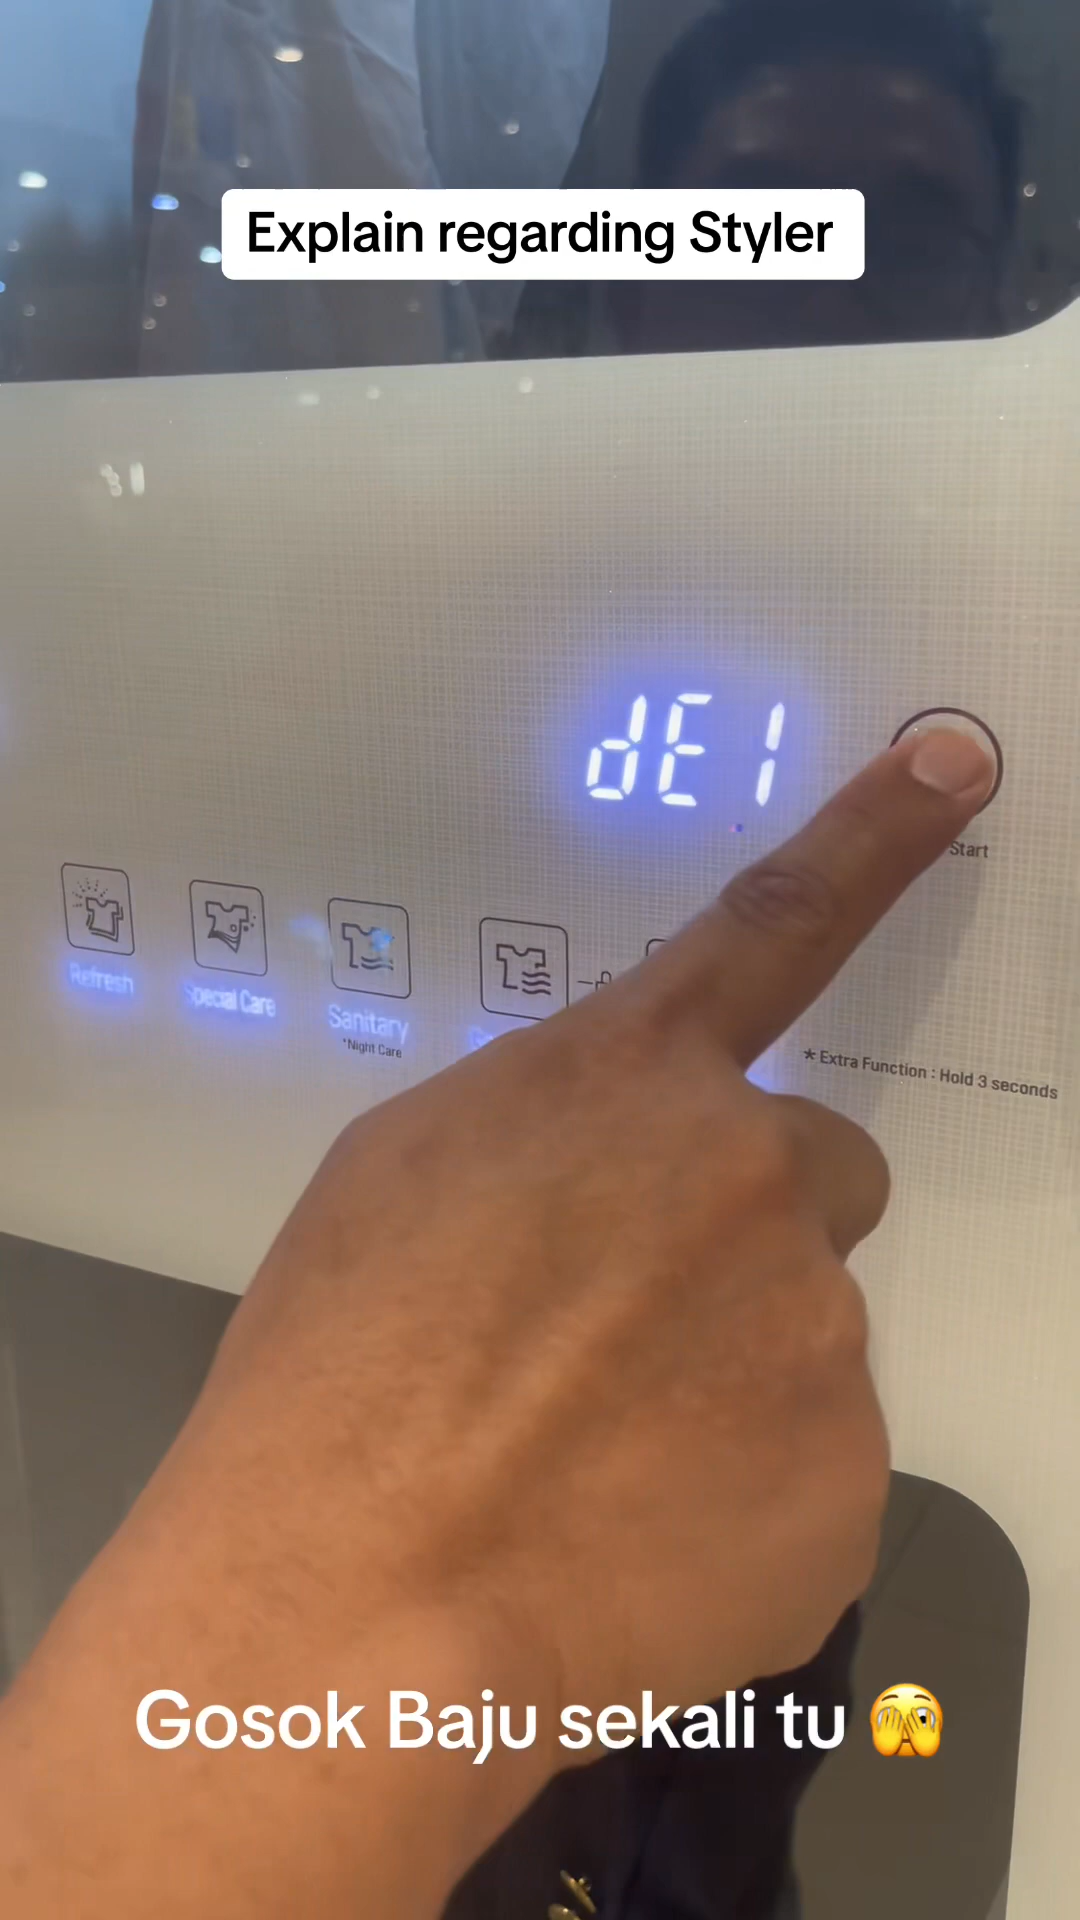 Explain regarding Styler
dE1
Start
Refresh
Special Care
Sanitary
*Night Care
* Extra Function : Hold 3 seconds
Gosok Baju sekali tu 🫣